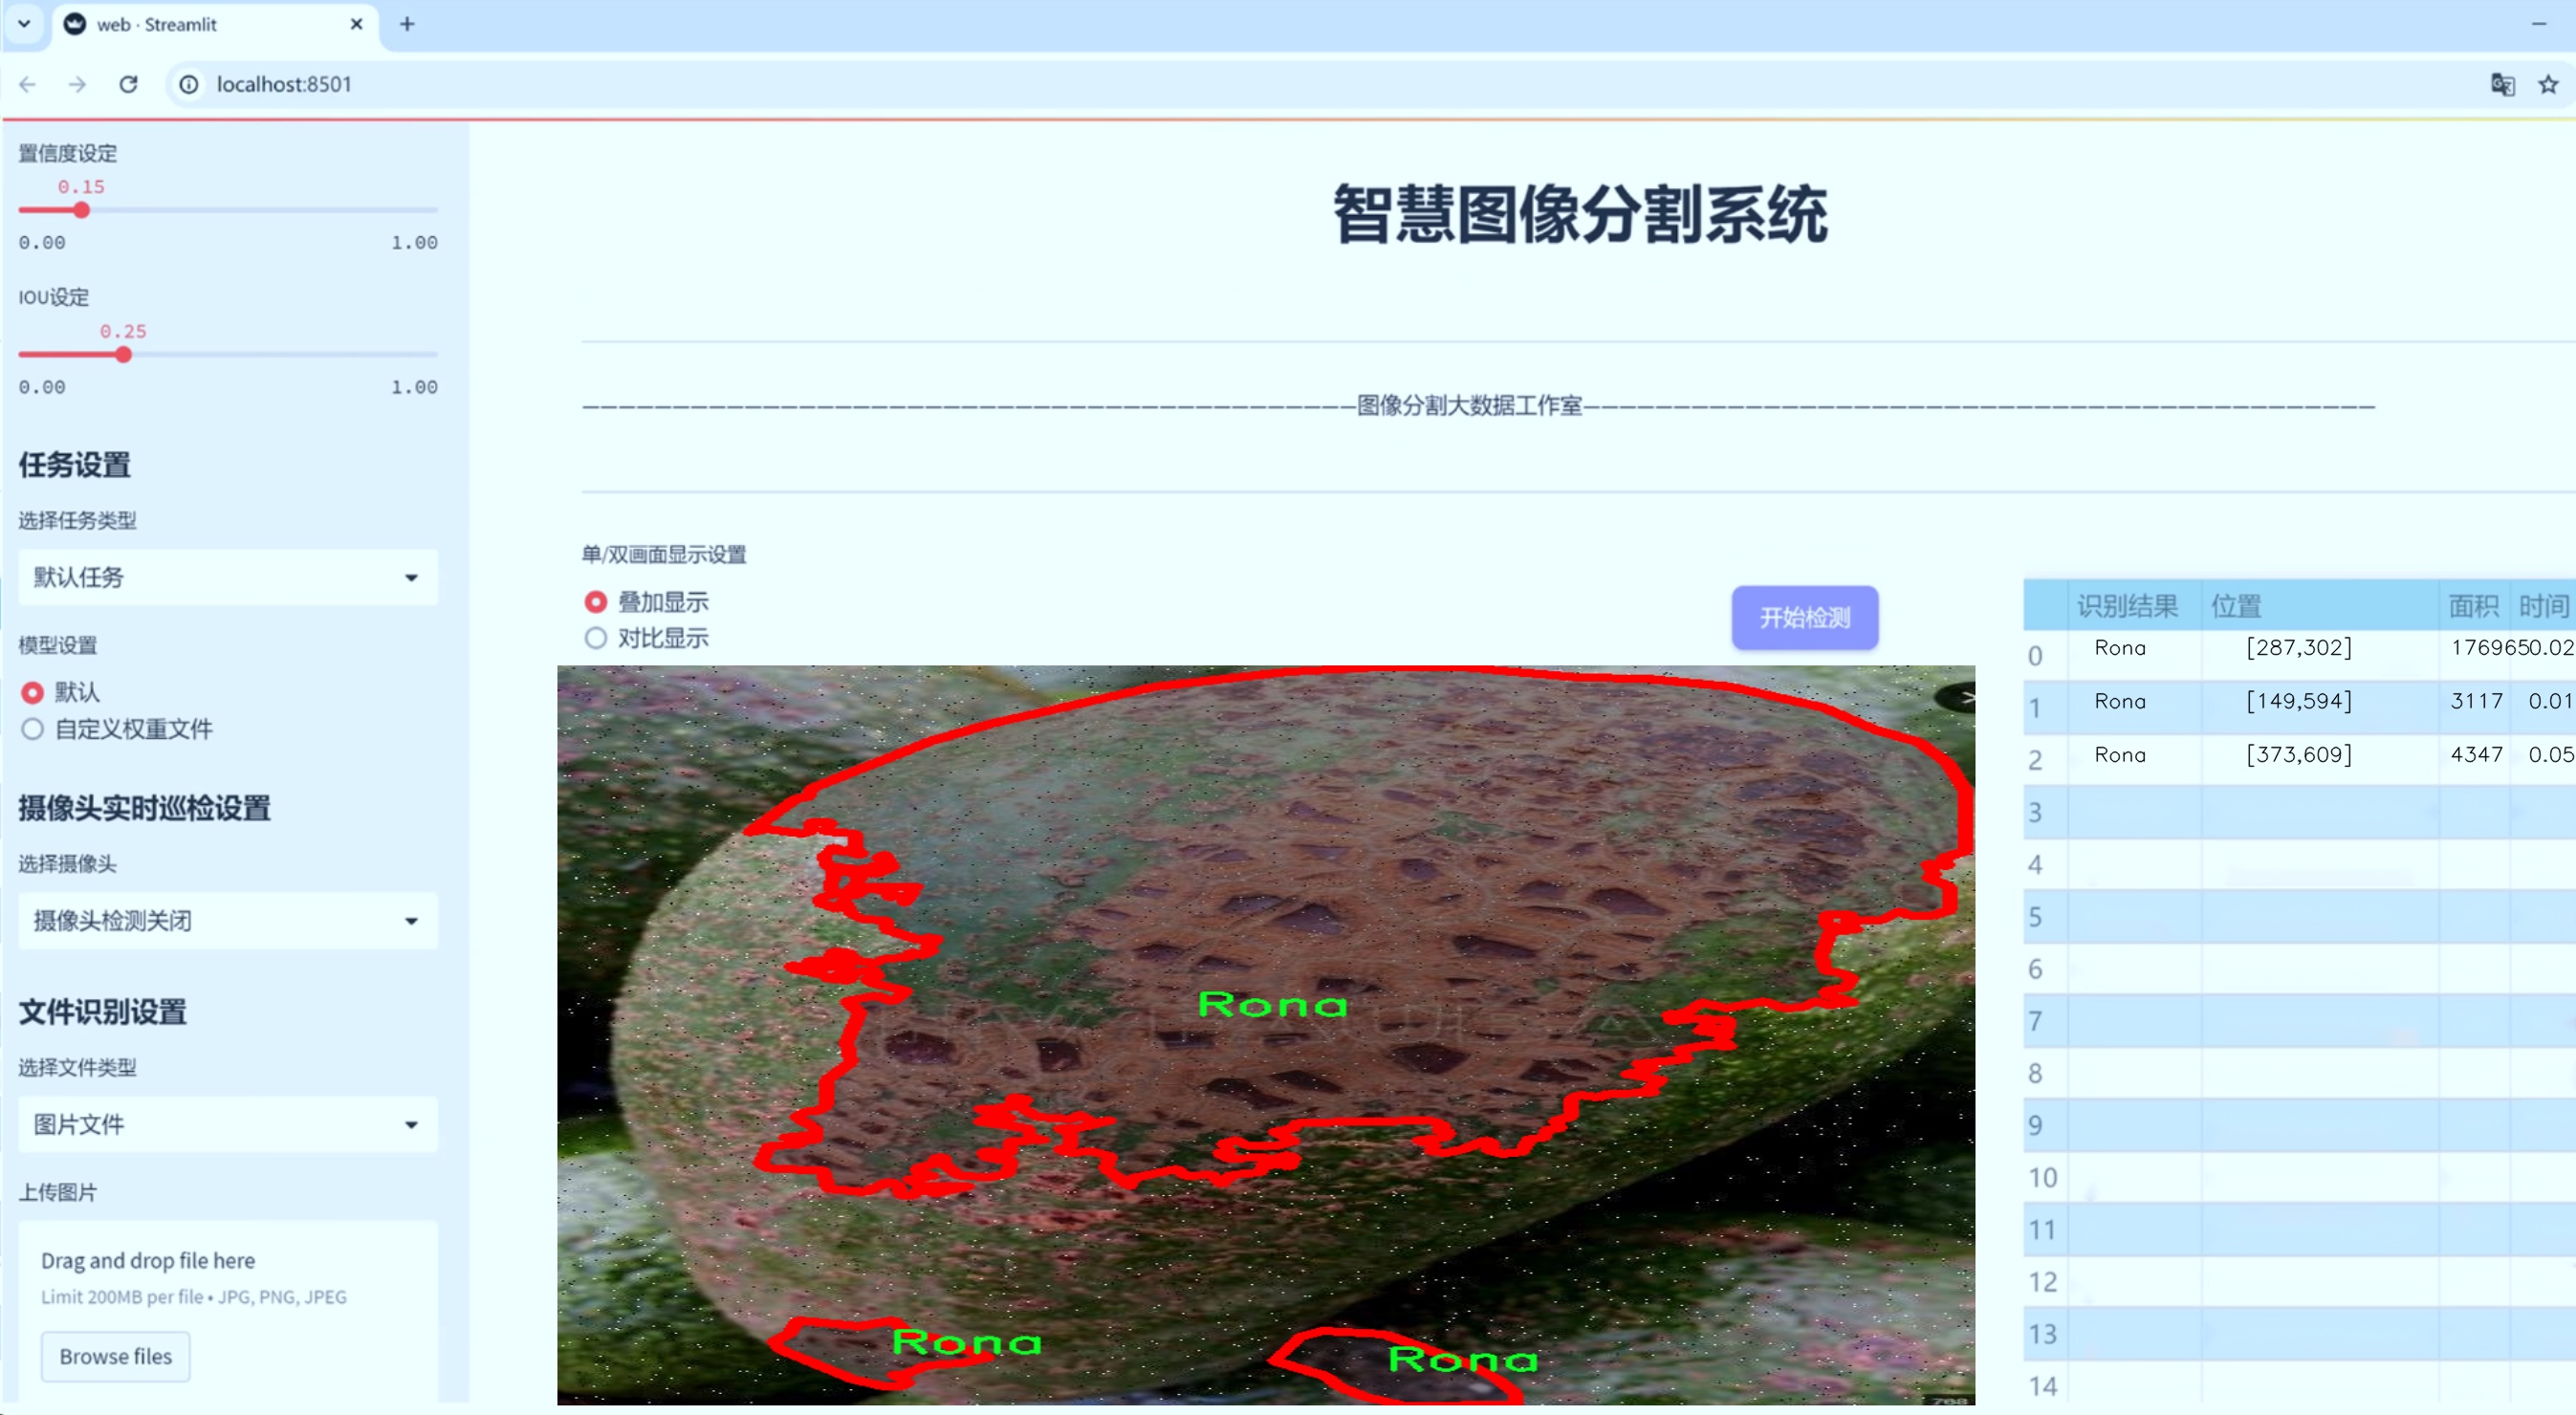 web · Streamlit
localhost:8501
置信度设定
0.15
0.00 1.00
IOU设定
0.25
0.00 1.00
任务设置
选择任务类型
默认任务
模型设置
默认
自定义权重文件
摄像头实时巡检设置
选择摄像头
摄像头检测关闭
文件识别设置
选择文件类型
图片文件
上传图片
Drag and drop file here
Limit 200MB per file • JPG, PNG, JPEG
Browse files
智慧图像分割系统
图像分割大数据工作室
单/双画面显示设置
叠加显示
对比显示
开始检测
Rona
Rona
Rona
识别结果 位置 面积 时间
0 Rona [287,302] 176965 0.02
1 Rona [149,594] 3117 0.01
2 Rona [373,609] 4347 0.05
3
4
5
6
7
8
9
10
11
12
13
14